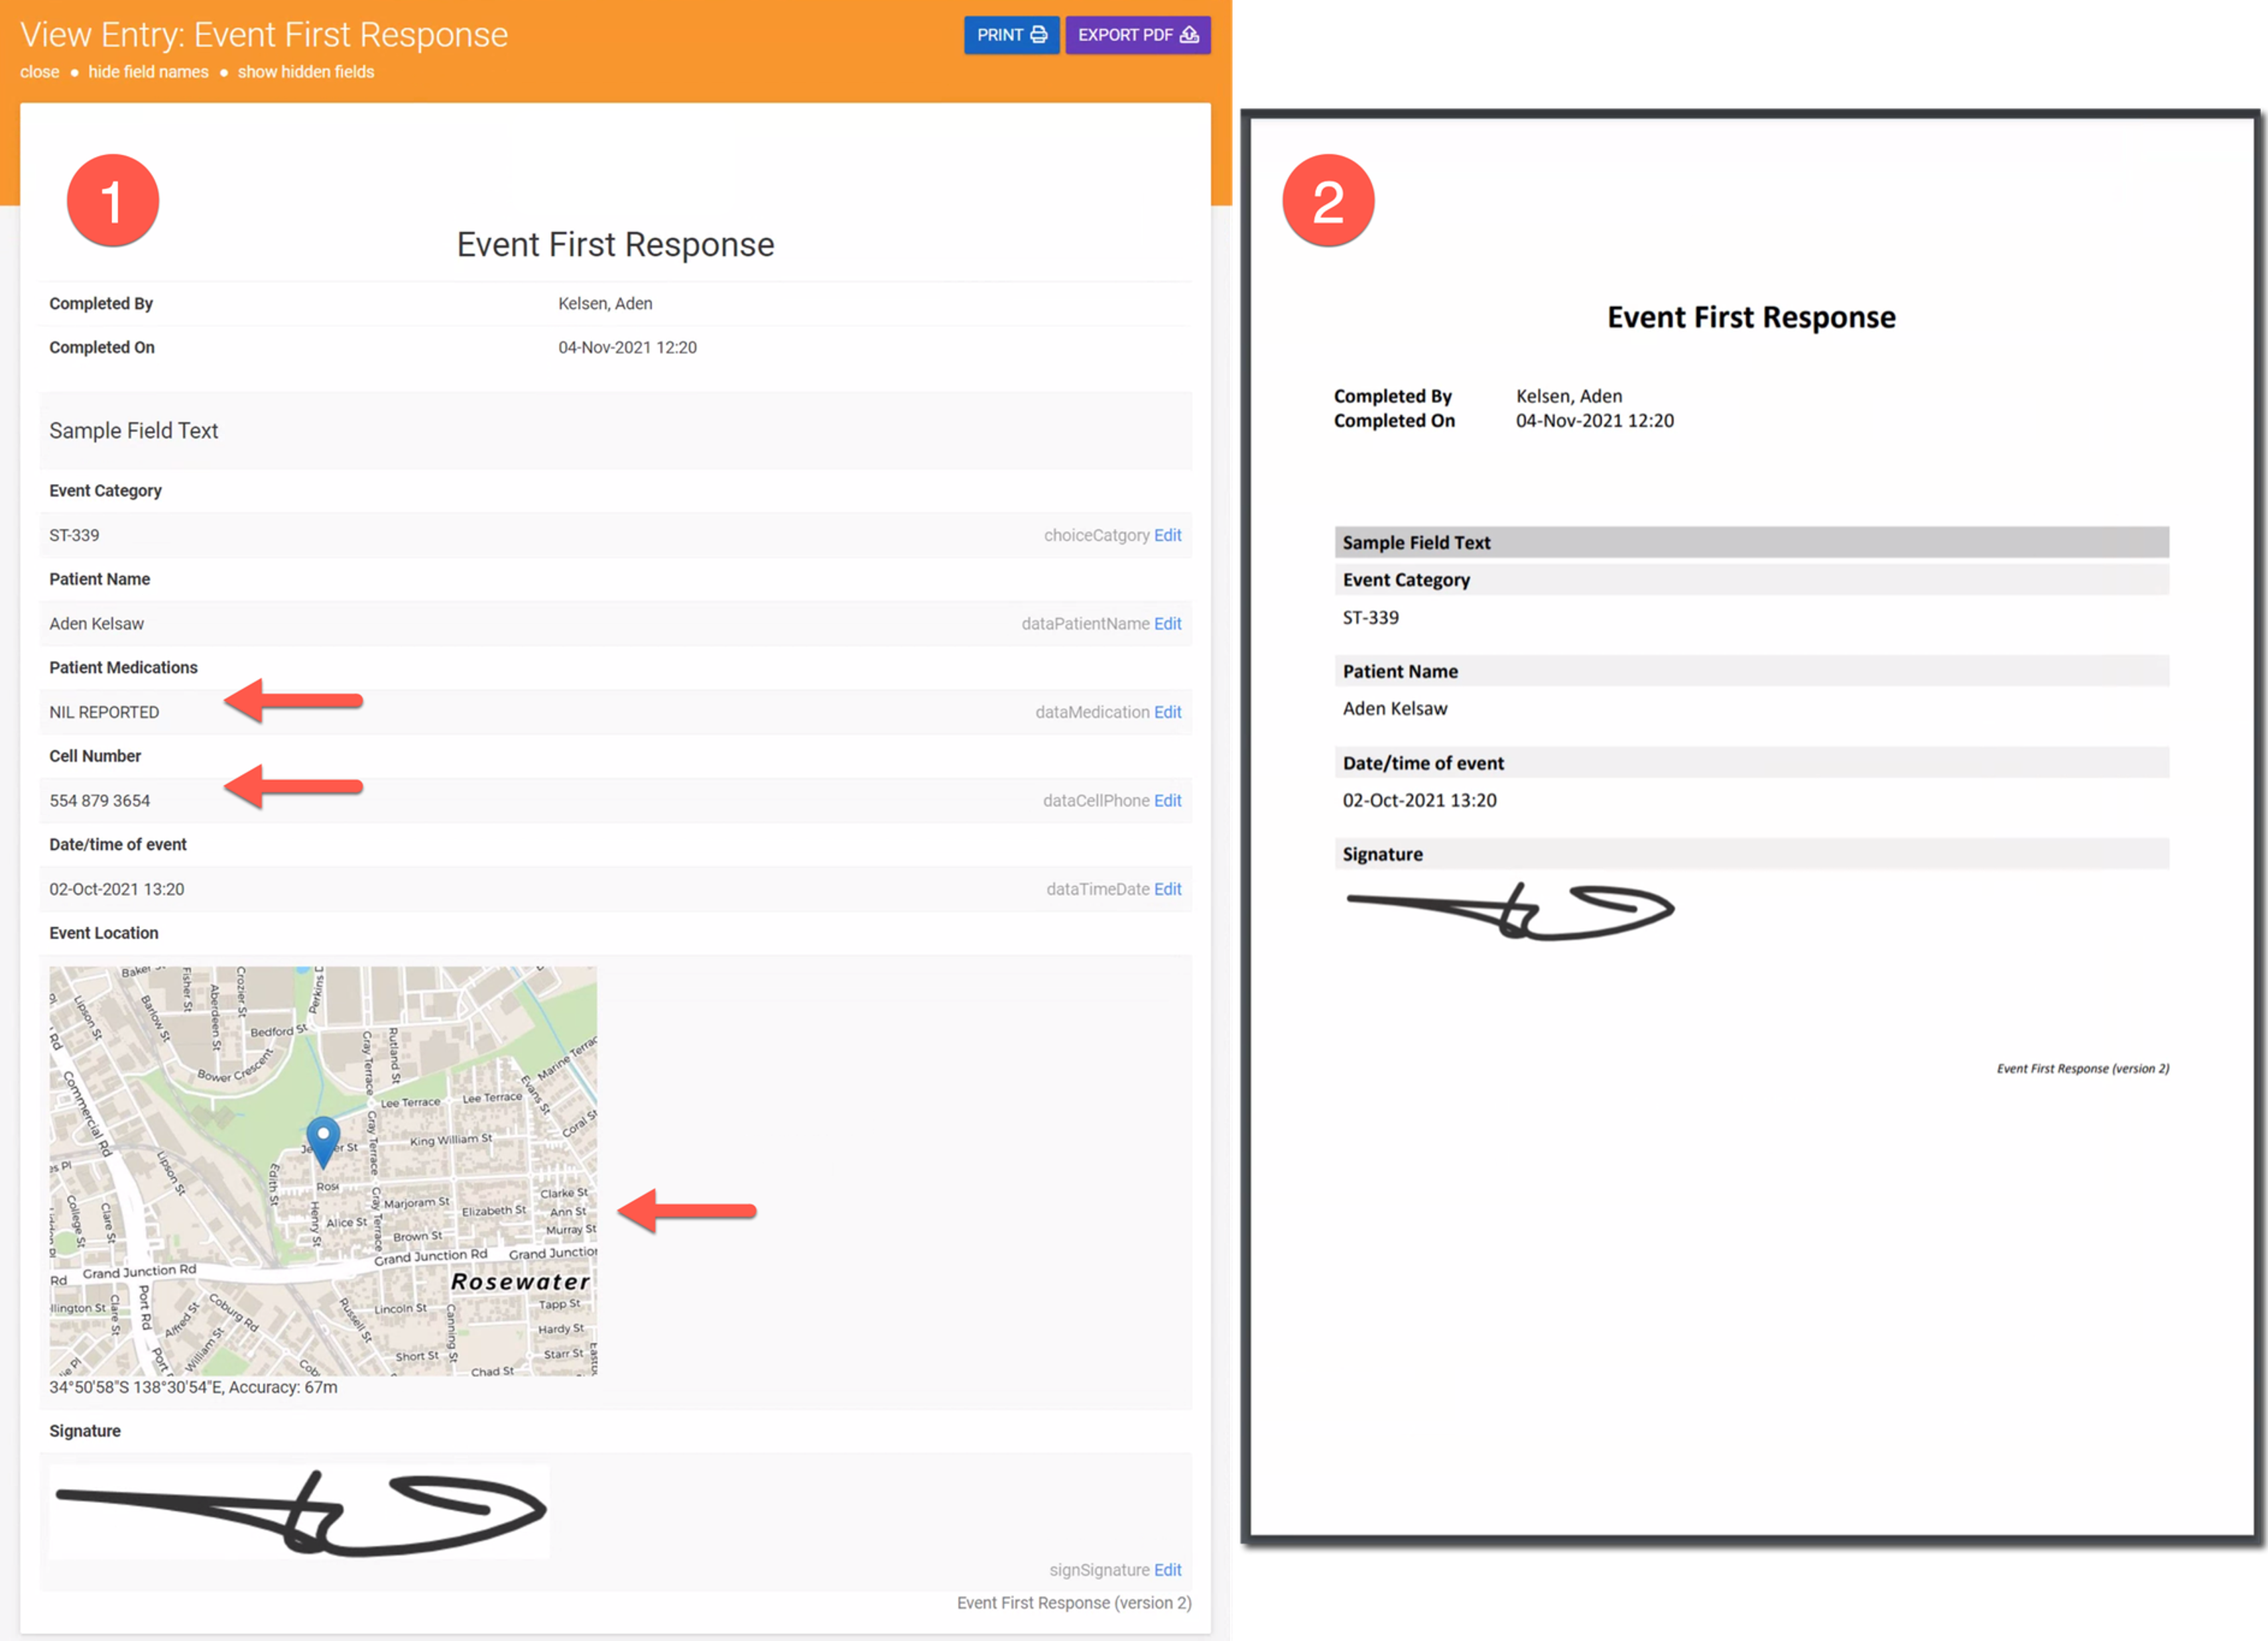 View Entry: Event First Response
close • hide field names • show hidden fields
PRINT
EXPORT PDF
1
Event First Response
Completed By Kelsen, Aden
Completed On 04-Nov-2021 12:20
Sample Field Text
Event Category
ST-339 choiceCatgory Edit
Patient Name
Aden Kelsaw dataPatientName Edit
Patient Medications
NIL REPORTED dataMedication Edit
Cell Number
554 879 3654 dataCellPhone Edit
Date/time of event
02-Oct-2021 13:20 dataTimeDate Edit
Event Location
Fisher St
Crozier St
Aberdeen St
Barlow St
Lipson St
Bedford St
Bower Crescent
Gray Terrace
Rutland St
Commercial Rd
Lee Terrace
Lee Terrace
Evans St
Coral St
Gray Terrace
King William St
Lipson St
Edith St
Henry St
Gray Terrace
Marjoram St
Clarke St
College St
Clare St
Alice St
Elizabeth St
Ann St
Brown St
Murray St
Grand Junction Rd
Grand Junction
Rd
Grand Junction Rd
Rosewater
Clare St
Port Rd
Alfred St
Coburg Rd
Russell St
Lincoln St
Canning St
Tapp St
Hardy St
William St
Short St
Starr St
Chad St
34°50'58"S 138°30'54"E, Accuracy: 67m
Signature
signSignature Edit
Event First Response (version 2)
2
Event First Response
Completed By Kelsen, Aden
Completed On 04-Nov-2021 12:20
Sample Field Text
Event Category
ST-339
Patient Name
Aden Kelsaw
Date/time of event
02-Oct-2021 13:20
Signature
Event First Response (version 2)